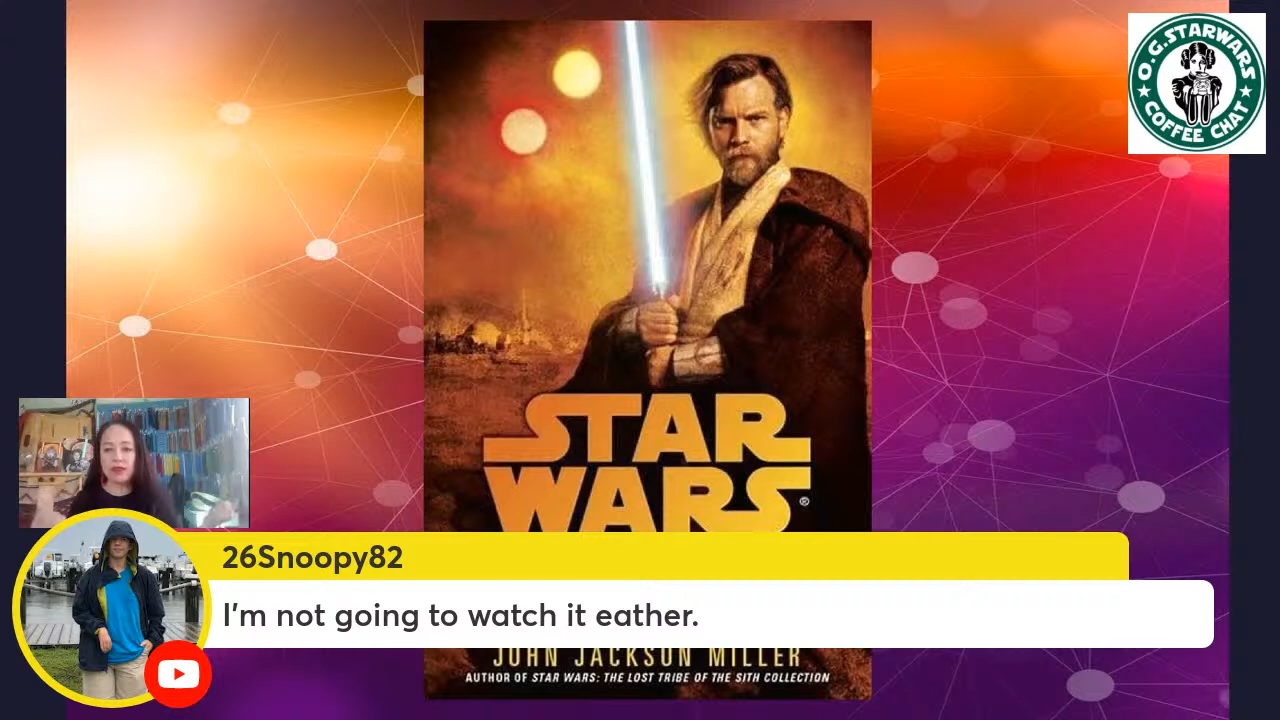 O.G.STARWARS
COFFEE CHAT
STAR
WARS®
26Snoopy82
I'm not going to watch it eather.
JOHN JACKSON MILLER
AUTHOR OF STAR WARS: THE LOST TRIBE OF THE SITH COLLECTION